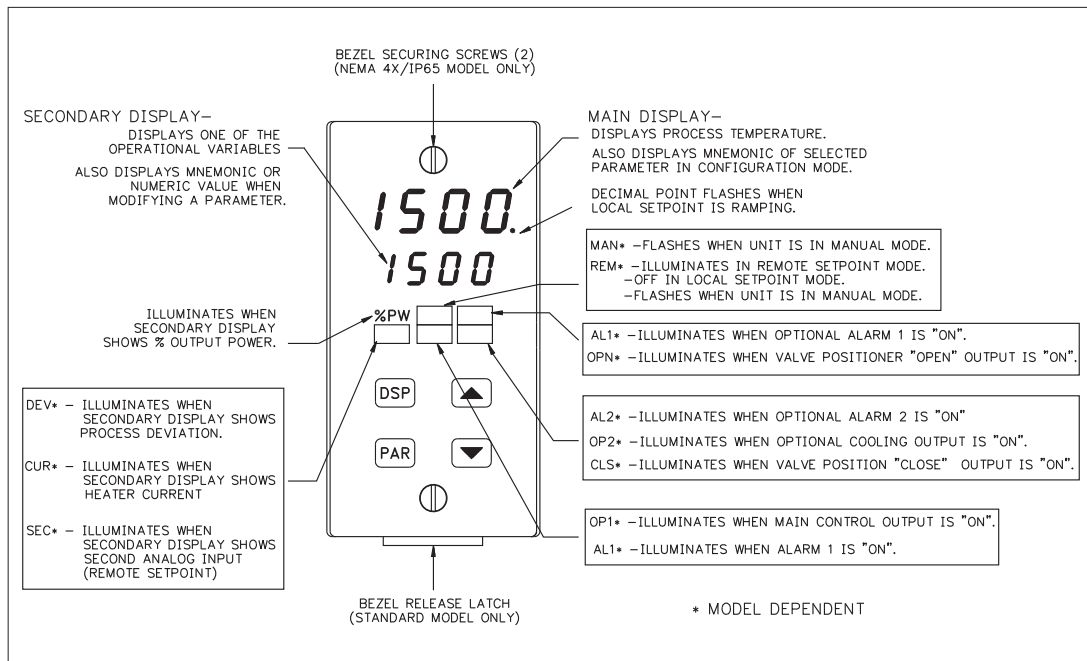 BEZEL SECURING SCREWS (2)
(NEMA 4X/IP65 MODEL ONLY)
SECONDARY DISPLAY–
DISPLAYS ONE OF THE
OPERATIONAL VARIABLES
ALSO DISPLAYS MNEMONIC OR
NUMERIC VALUE WHEN
MODIFYING A PARAMETER.
MAIN DISPLAY–
DISPLAYS PROCESS TEMPERATURE.
ALSO DISPLAYS MNEMONIC OF SELECTED
PARAMETER IN CONFIGURATION MODE.
DECIMAL POINT FLASHES WHEN
LOCAL SETPOINT IS RAMPING.
1500.
1500
MAN* –FLASHES WHEN UNIT IS IN MANUAL MODE.
REM* –ILLUMINATES IN REMOTE SETPOINT MODE.
–OFF IN LOCAL SETPOINT MODE.
–FLASHES WHEN UNIT IS IN MANUAL MODE.
ILLUMINATES WHEN
SECONDARY DISPLAY
SHOWS % OUTPUT POWER.
%PW
AL1* –ILLUMINATES WHEN OPTIONAL ALARM 1 IS "ON".
OPN* –ILLUMINATES WHEN VALVE POSITIONER "OPEN" OUTPUT IS "ON".
DSP
PAR
DEV* – ILLUMINATES WHEN
SECONDARY DISPLAY SHOWS
PROCESS DEVIATION.
CUR* – ILLUMINATES WHEN
SECONDARY DISPLAY SHOWS
HEATER CURRENT
SEC* – ILLUMINATES WHEN
SECONDARY DISPLAY SHOWS
SECOND ANALOG INPUT
(REMOTE SETPOINT)
AL2* –ILLUMINATES WHEN OPTIONAL ALARM 2 IS "ON"
OP2* –ILLUMINATES WHEN OPTIONAL COOLING OUTPUT IS "ON".
CLS* –ILLUMINATES WHEN VALVE POSITION "CLOSE" OUTPUT IS "ON".
OP1* –ILLUMINATES WHEN MAIN CONTROL OUTPUT IS "ON".
AL1* –ILLUMINATES WHEN ALARM 1 IS "ON".
BEZEL RELEASE LATCH
(STANDARD MODEL ONLY)
* MODEL DEPENDENT